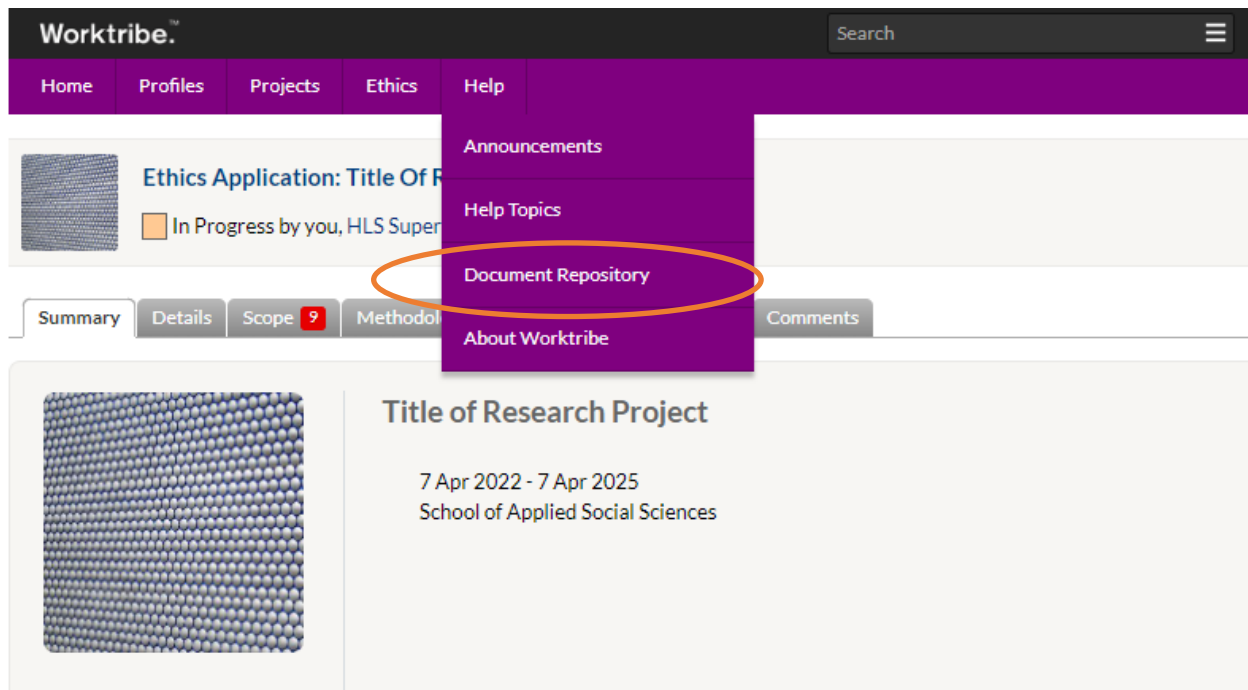 Worktribe.™
Search
Home Profiles Projects Ethics Help
Announcements
Help Topics
Document Repository
About Worktribe
Ethics Application: Title Of R
In Progress by you, HLS Super
Summary Details Scope 9 Methodol Comments
Title of Research Project
7 Apr 2022 - 7 Apr 2025
School of Applied Social Sciences